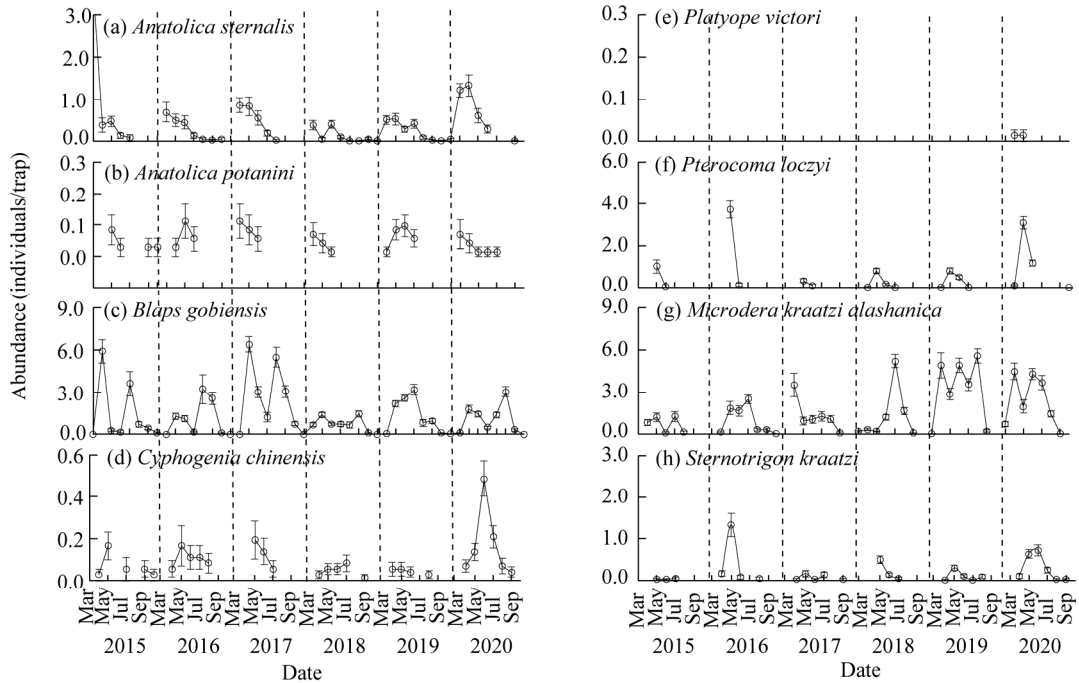 Abundance (individuals/trap)
(a) Anatolica sternalis
3.0
2.0
1.0
0.0
(b) Anatolica potanini
0.3
0.2
0.1
0.0
(c) Blaps gobiensis
9.0
6.0
3.0
0.0
(d) Cyphogenia chinensis
0.6
0.4
0.2
0.0
Mar May Jul Sep Mar May Jul Sep Mar May Jul Sep Mar May Jul Sep Mar May Jul Sep Mar May Jul Sep
2015 2016 2017 2018 2019 2020
Date
(e) Platyope victori
0.3
0.2
0.1
0.0
(f) Pterocoma loczyi
6.0
4.0
2.0
0.0
(g) Microdera kraatzi alashanica
9.0
6.0
3.0
0.0
(h) Sternotrigon kraatzi
3.0
2.0
1.0
0.0
Mar May Jul Sep Mar May Jul Sep Mar May Jul Sep Mar May Jul Sep Mar May Jul Sep Mar May Jul Sep
2015 2016 2017 2018 2019 2020
Date